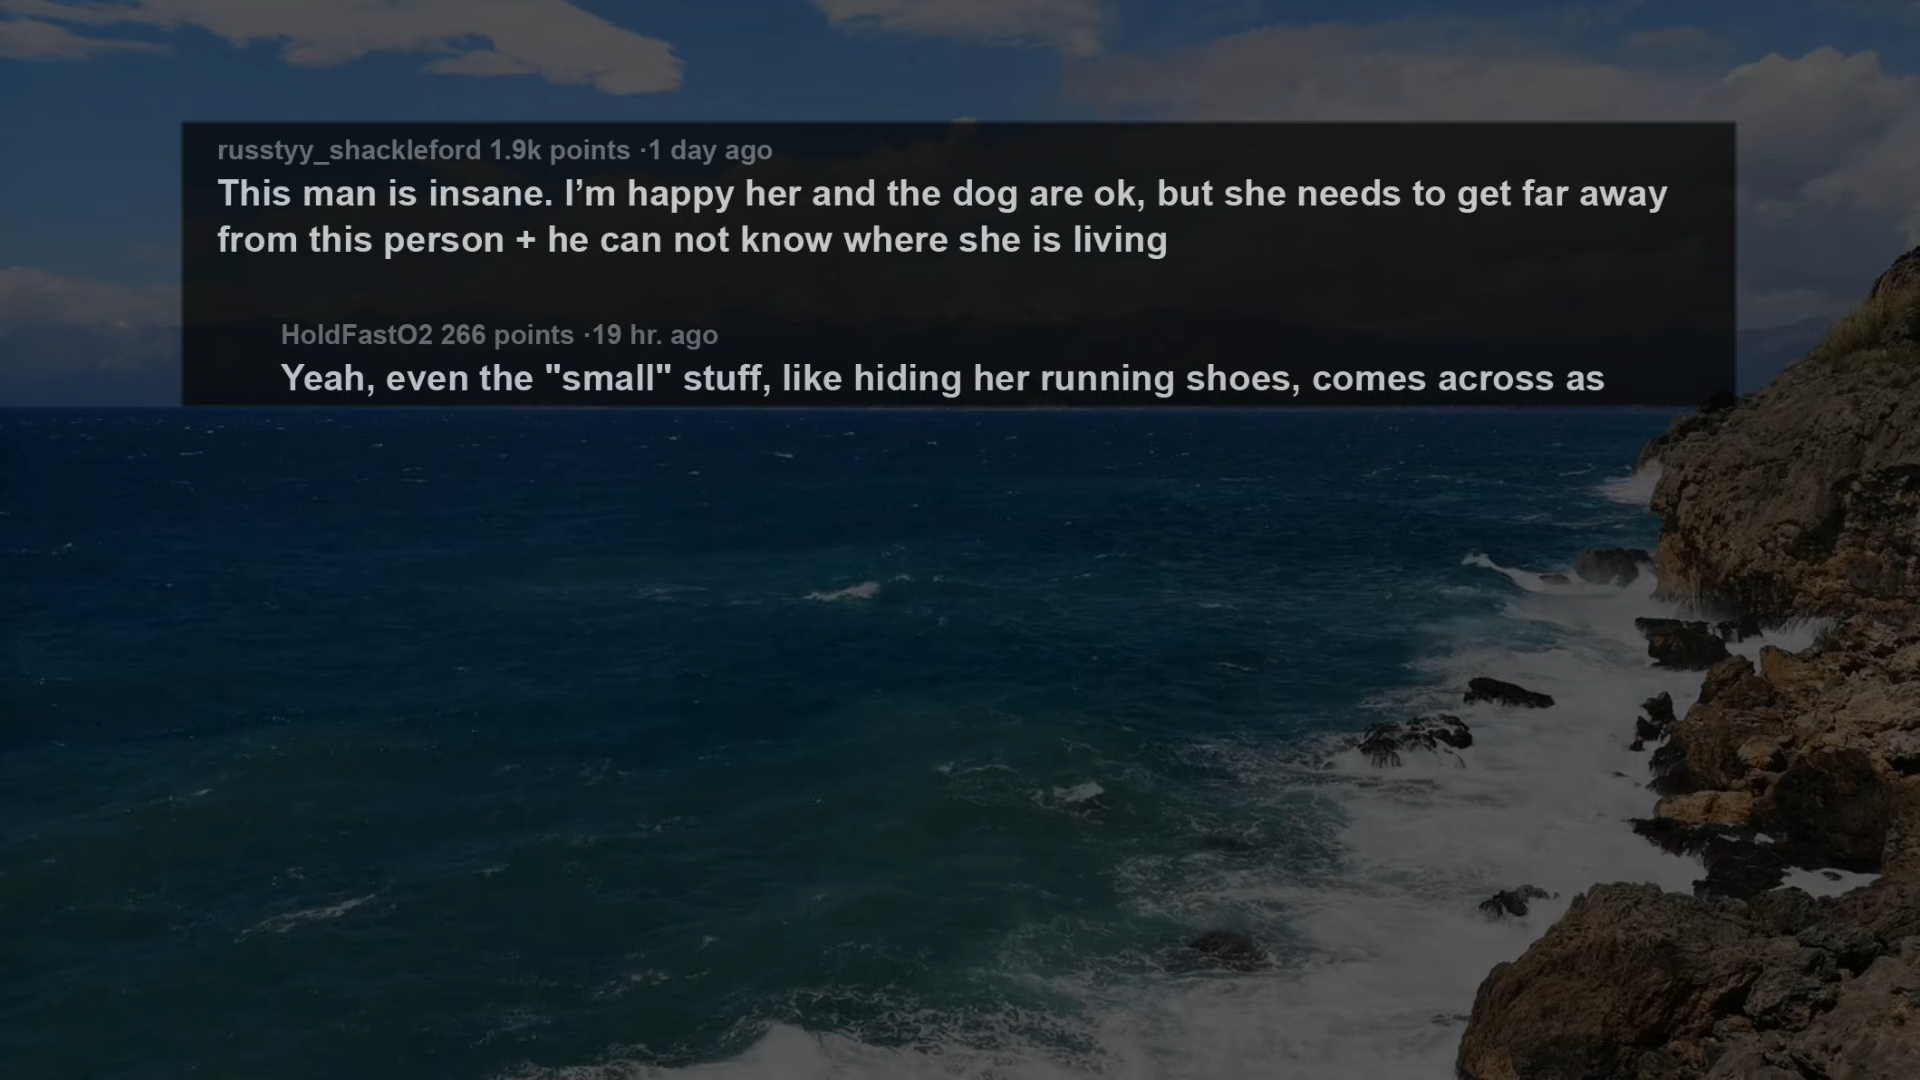 russtyy_shackleford 1.9k points ·1 day ago
This man is insane. I’m happy her and the dog are ok, but she needs to get far away
from this person + he can not know where she is living
HoldFastO2 266 points ·19 hr. ago
Yeah, even the "small" stuff, like hiding her running shoes, comes across as